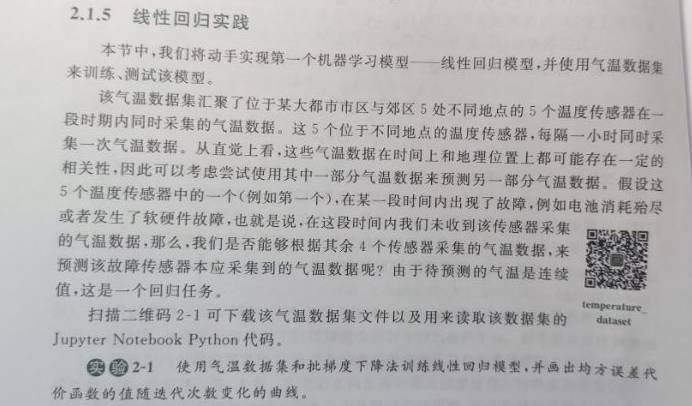 2.1.5 线性回归实践
本节中,我们将动手实现第一个机器学习模型——线性回归模型,并使用气温数据集
来训练、测试该模型。
该气温数据集汇聚了位于某大都市市区与郊区 5 处不同地点的 5 个温度传感器在一
段时期内同时采集的气温数据。这 5 个位于不同地点的温度传感器,每隔一小时同时采
集一次气温数据。从直觉上看,这些气温数据在时间上和地理位置上都可能存在一定的
相关性,因此可以考虑尝试使用其中一部分气温数据来预测另一部分气温数据。假设这
5 个温度传感器中的一个(例如第一个),在某一段时间内出现了故障,例如电池消耗殆尽
或者发生了软硬件故障,也就是说,在这段时间内我们未收到该传感器采集
的气温数据,那么,我们是否能够根据其余 4 个传感器采集的气温数据,来
预测该故障传感器本应采集到的气温数据呢? 由于待预测的气温是连续
值,这是一个回归任务。
temperature_
dataset
扫描二维码 2-1 可下载该气温数据集文件以及用来读取该数据集的
Jupyter Notebook Python 代码。
实验 2-1 使用气温数据集和批梯度下降法训练线性回归模型,并画出均方误差代
价函数的值随迭代次数变化的曲线。